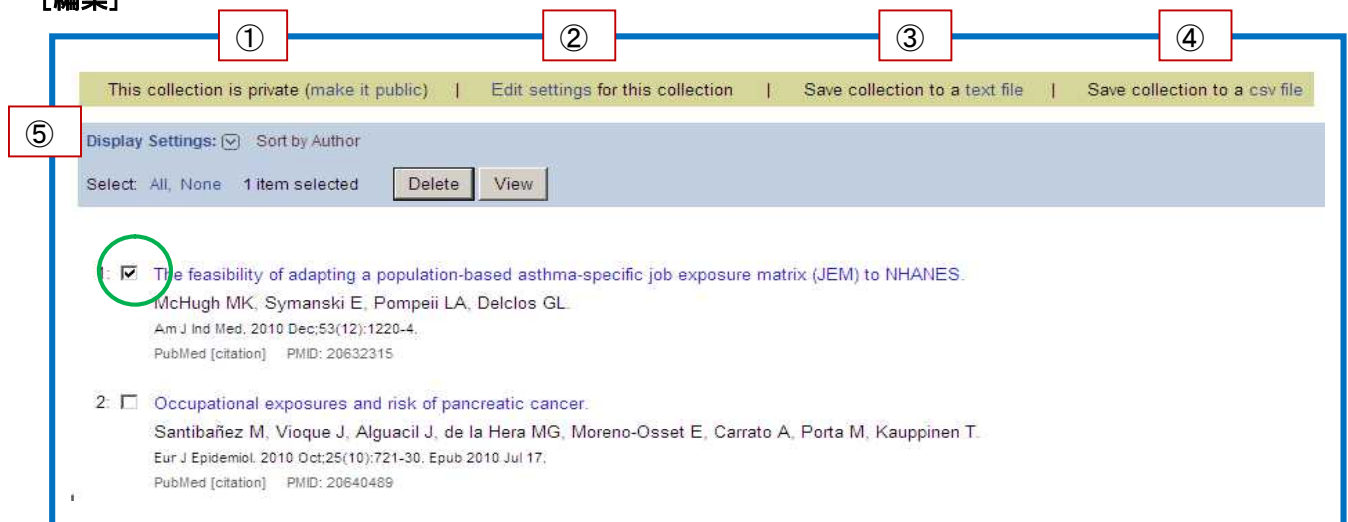 [編集]
① ② ③ ④
This collection is private (make it public) | Edit settings for this collection | Save collection to a text file | Save collection to a csv file
⑤
Display Settings: Sort by Author
Select: All, None 1 item selected Delete View
1: The feasibility of adapting a population-based asthma-specific job exposure matrix (JEM) to NHANES.
McHugh MK, Symanski E, Pompeii LA, Delclos GL.
Am J Ind Med. 2010 Dec;53(12):1220-4.
PubMed [citation] PMID: 20632315
2: Occupational exposures and risk of pancreatic cancer.
Santibañez M, Vioque J, Alguacil J, de la Hera MG, Moreno-Osset E, Carrato A, Porta M, Kauppinen T.
Eur J Epidemiol. 2010 Oct;25(10):721-30. Epub 2010 Jul 17.
PubMed [citation] PMID: 20640489